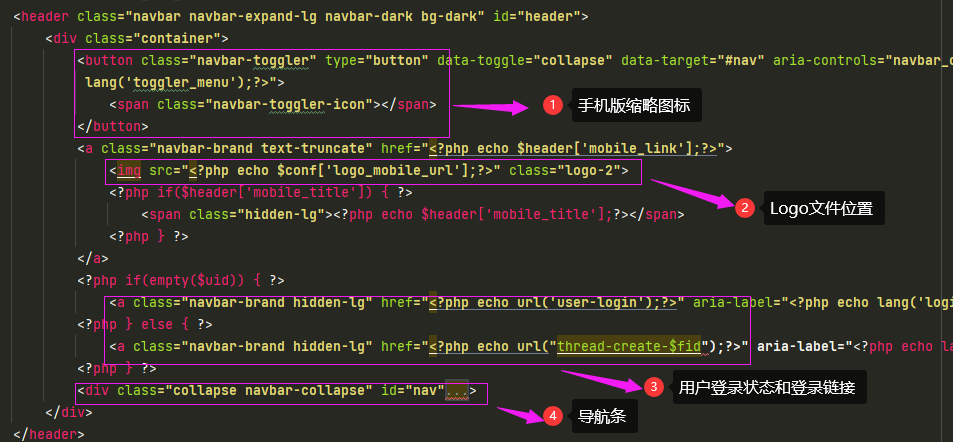 <header class="navbar navbar-expand-lg navbar-dark bg-dark" id="header">
<div class="container">
<button class="navbar-toggler" type="button" data-toggle="collapse" data-target="#nav" aria-controls="navbar_c
lang('toggler_menu');?>">
<span class="navbar-toggler-icon"></span>
1 手机版缩略图标
</button>
<a class="navbar-brand text-truncate" href="<?php echo $header['mobile_link'];?>">
<img src="<?php echo $conf['logo_mobile_url'];?>" class="logo-2">
<?php if($header['mobile_title']) { ?>
2 Logo文件位置
<span class="hidden-lg"><?php echo $header['mobile_title'];?></span>
<?php } ?>
</a>
<?php if(empty($uid)) { ?>
<a class="navbar-brand hidden-lg" href="<?php echo url('user-login');?>" aria-label="<?php echo lang('logi
<?php } else { ?>
<a class="navbar-brand hidden-lg" href="<?php echo url("thread-create-$fid");?>" aria-label="<?php echo la
<?php } ?>
3 用户登录状态和登录链接
<div class="collapse navbar-collapse" id="nav"...>
4 导航条
</div>
</header>